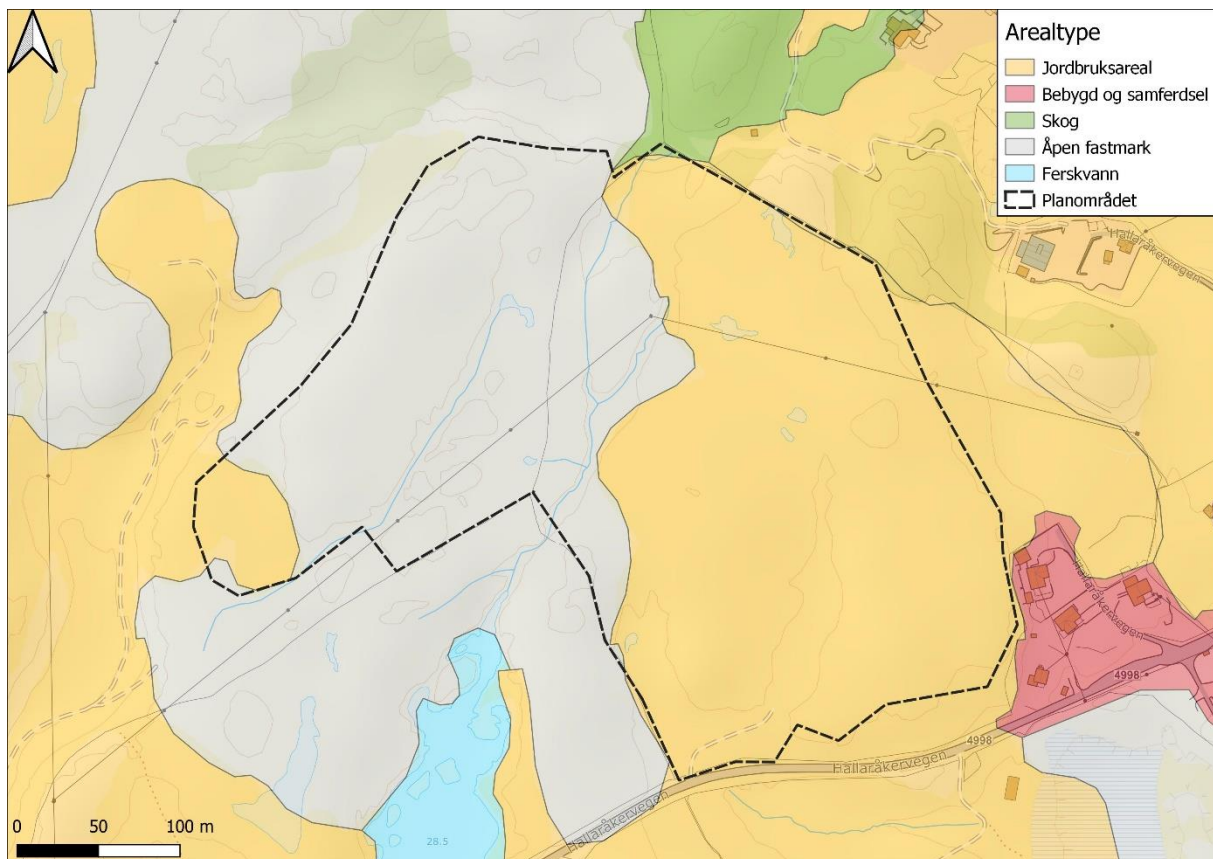 Arealtype
Jordbruksareal
Bebygd og samferdsel
Skog
Åpen fastmark
Ferskvann
Planområdet
Hallaråkervegen
Hallaråkervegen
4998
4998
Hallaråkervegen
Hallaråkervegen
28.5
0 50 100 m